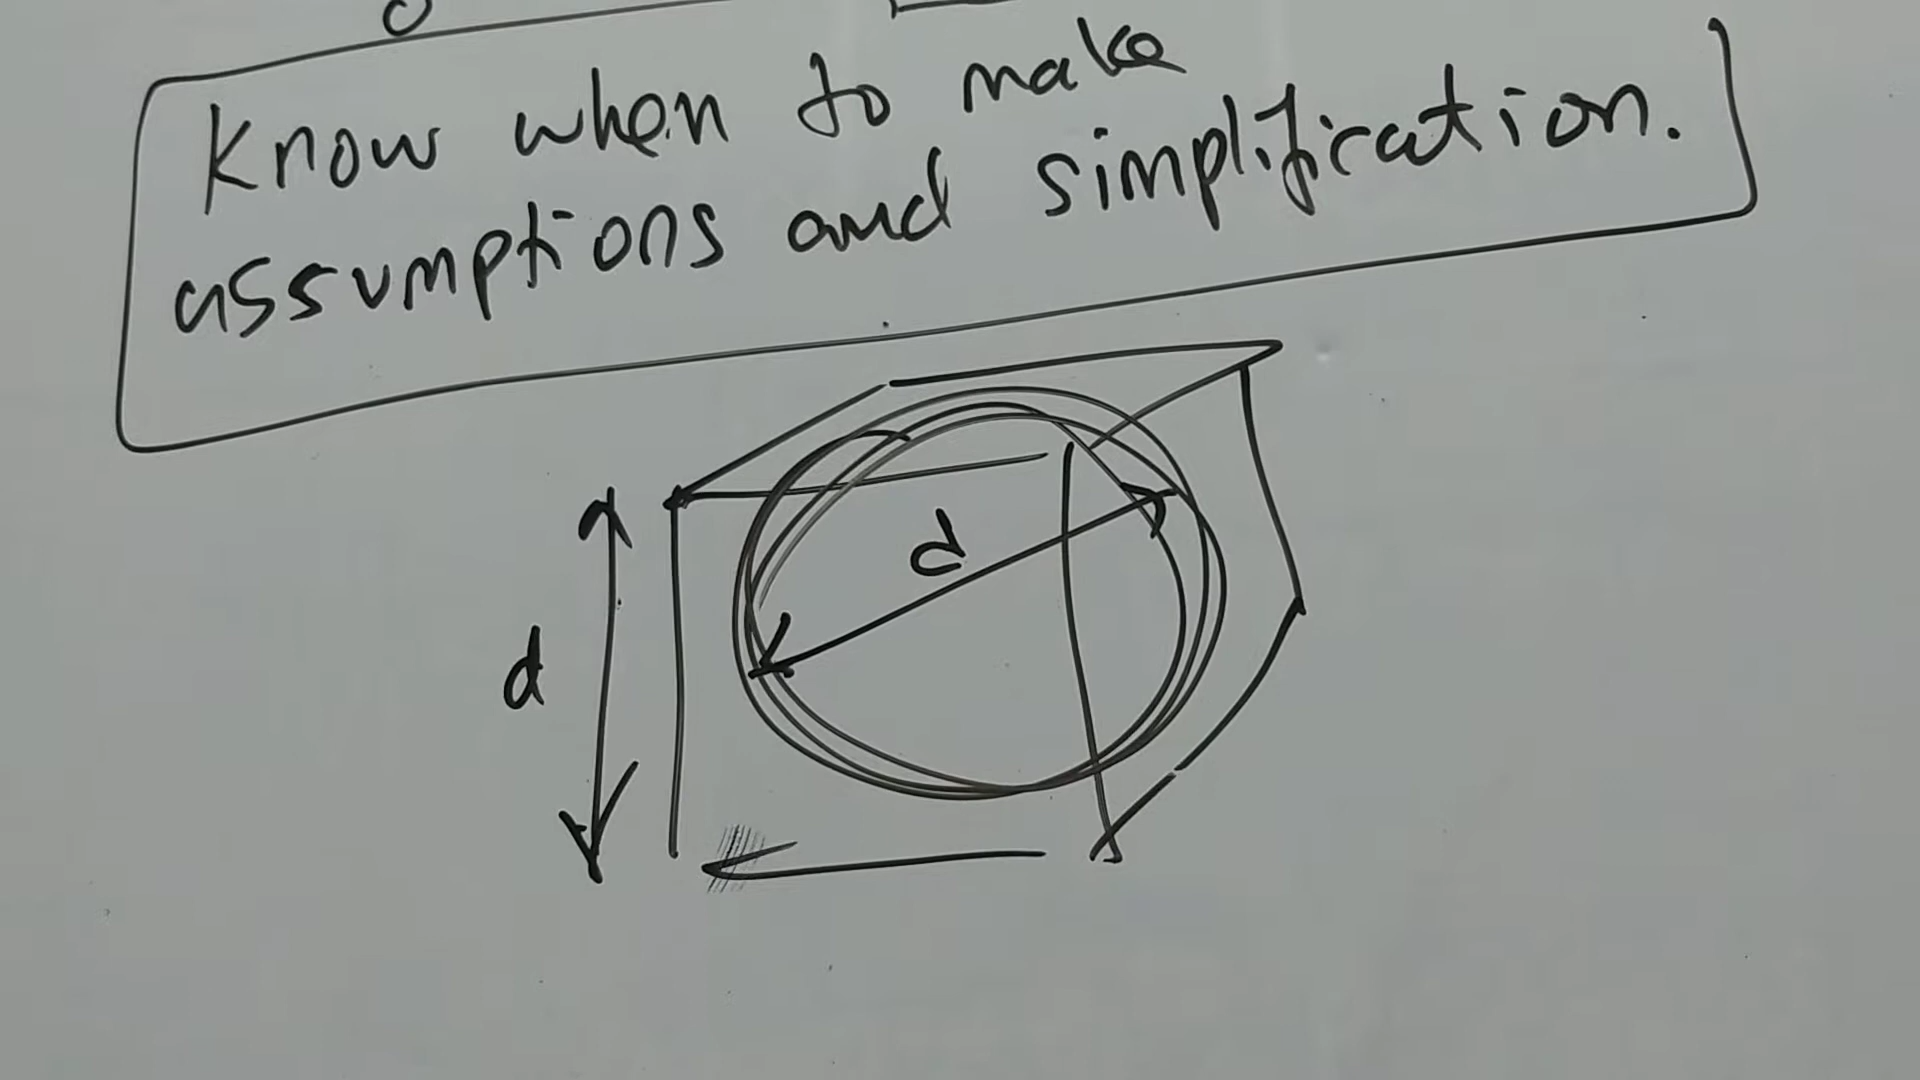 Know when to make
assumptions and simplification.
d
d